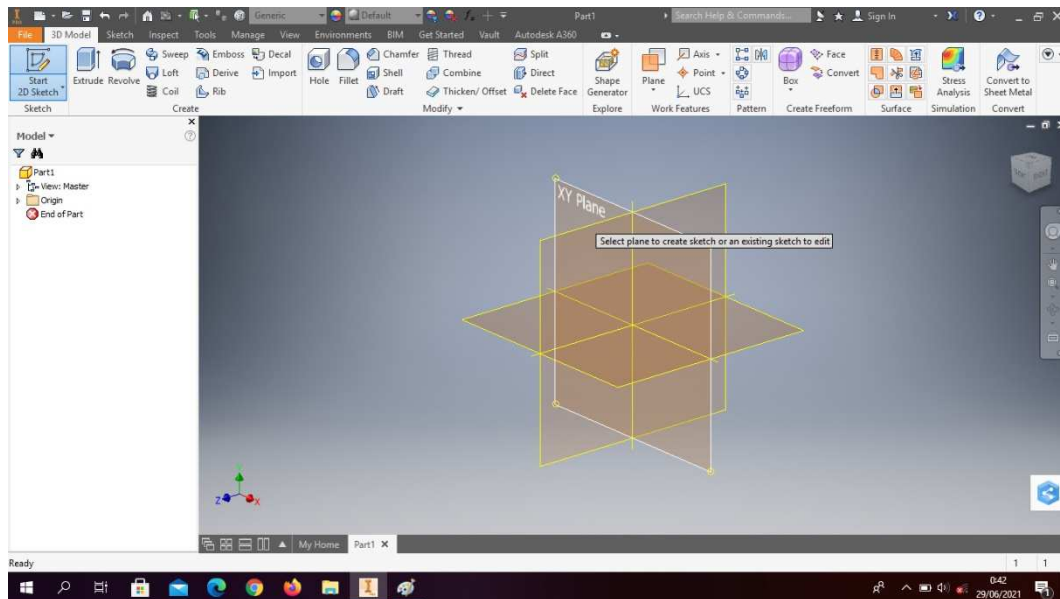 Generic Default Part1 Search Help & Commands... Sign In
File 3D Model Sketch Inspect Tools Manage View Environments BIM Get Started Vault Autodesk A360
Start 2D Sketch Extrude Revolve Sweep Emboss Decal Hole Fillet Chamfer Thread Split Shape Generator Plane Axis Box Face Stress Analysis Convert to Sheet Metal
Loft Derive Import Shell Combine Direct Point Convert
Coil Rib Draft Thicken/ Offset Delete Face UCS
Sketch Create Modify Explore Work Features Pattern Create Freeform Surface Simulation Convert
Model
Part1
View: Master
Origin
End of Part
XY Plane
Select plane to create sketch or an existing sketch to edit
Y
Z X
My Home Part1
Ready 1 1
0:42
29/06/2021